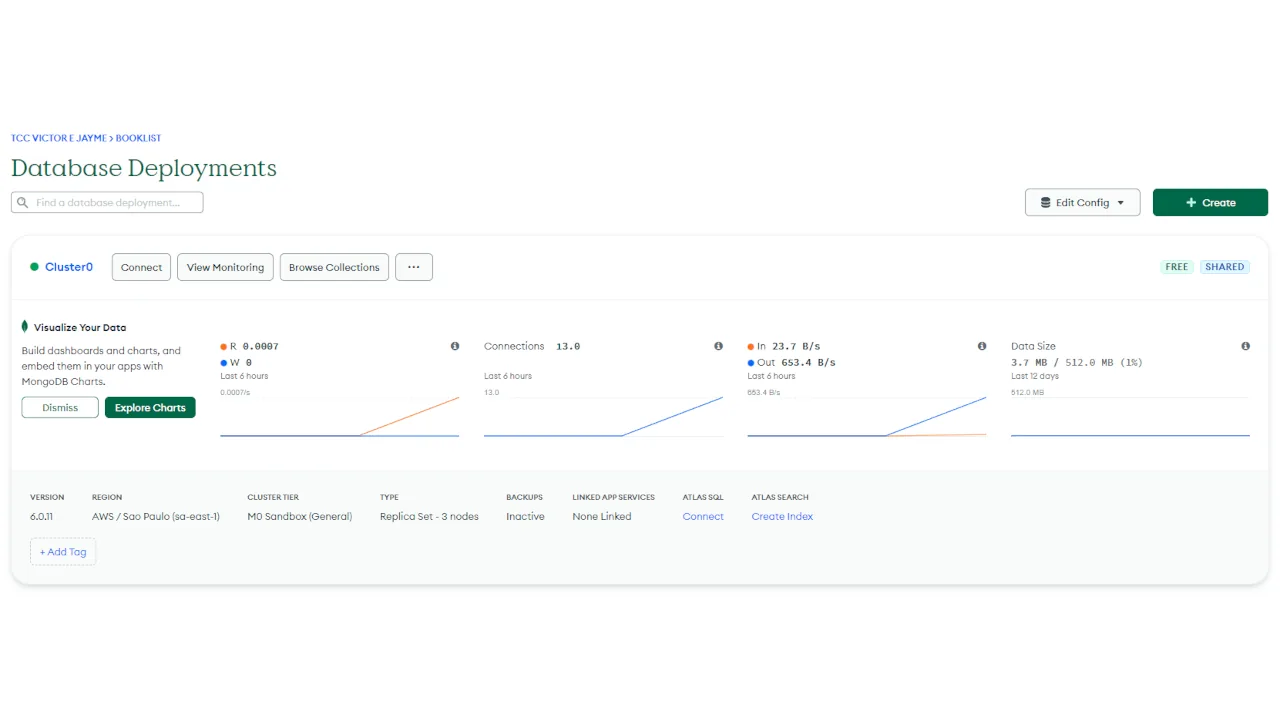 TCC VICTOR E JAYME > BOOKLIST
Database Deployments
Find a database deployment...
Edit Config
+ Create
Cluster0
Connect
View Monitoring
Browse Collections
...
FREE
SHARED
Visualize Your Data
Build dashboards and charts, and
embed them in your apps with
MongoDB Charts.
Dismiss
Explore Charts
R 0.0007
W 0
Last 6 hours
0.0007/s
Connections 13.0
Last 6 hours
13.0
In 23.7 B/s
Out 653.4 B/s
Last 6 hours
653.4 B/s
Data Size
3.7 MB / 512.0 MB (1%)
Last 12 days
512.0 MB
VERSION
6.0.11
REGION
AWS / Sao Paulo (sa-east-1)
CLUSTER TIER
M0 Sandbox (General)
TYPE
Replica Set - 3 nodes
BACKUPS
Inactive
LINKED APP SERVICES
None Linked
ATLAS SQL
Connect
ATLAS SEARCH
Create Index
+ Add Tag